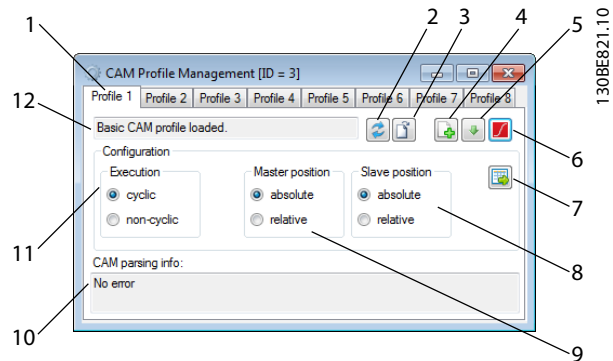 1 2 3 4 5
130BE821.10
CAM Profile Management [ID = 3]
Profile 1 Profile 2 Profile 3 Profile 4 Profile 5 Profile 6 Profile 7 Profile 8
12 Basic CAM profile loaded. 6
Configuration
Execution Master position Slave position
cyclic absolute absolute
non-cyclic relative relative
7
11
8
CAM parsing info:
No error
10
9